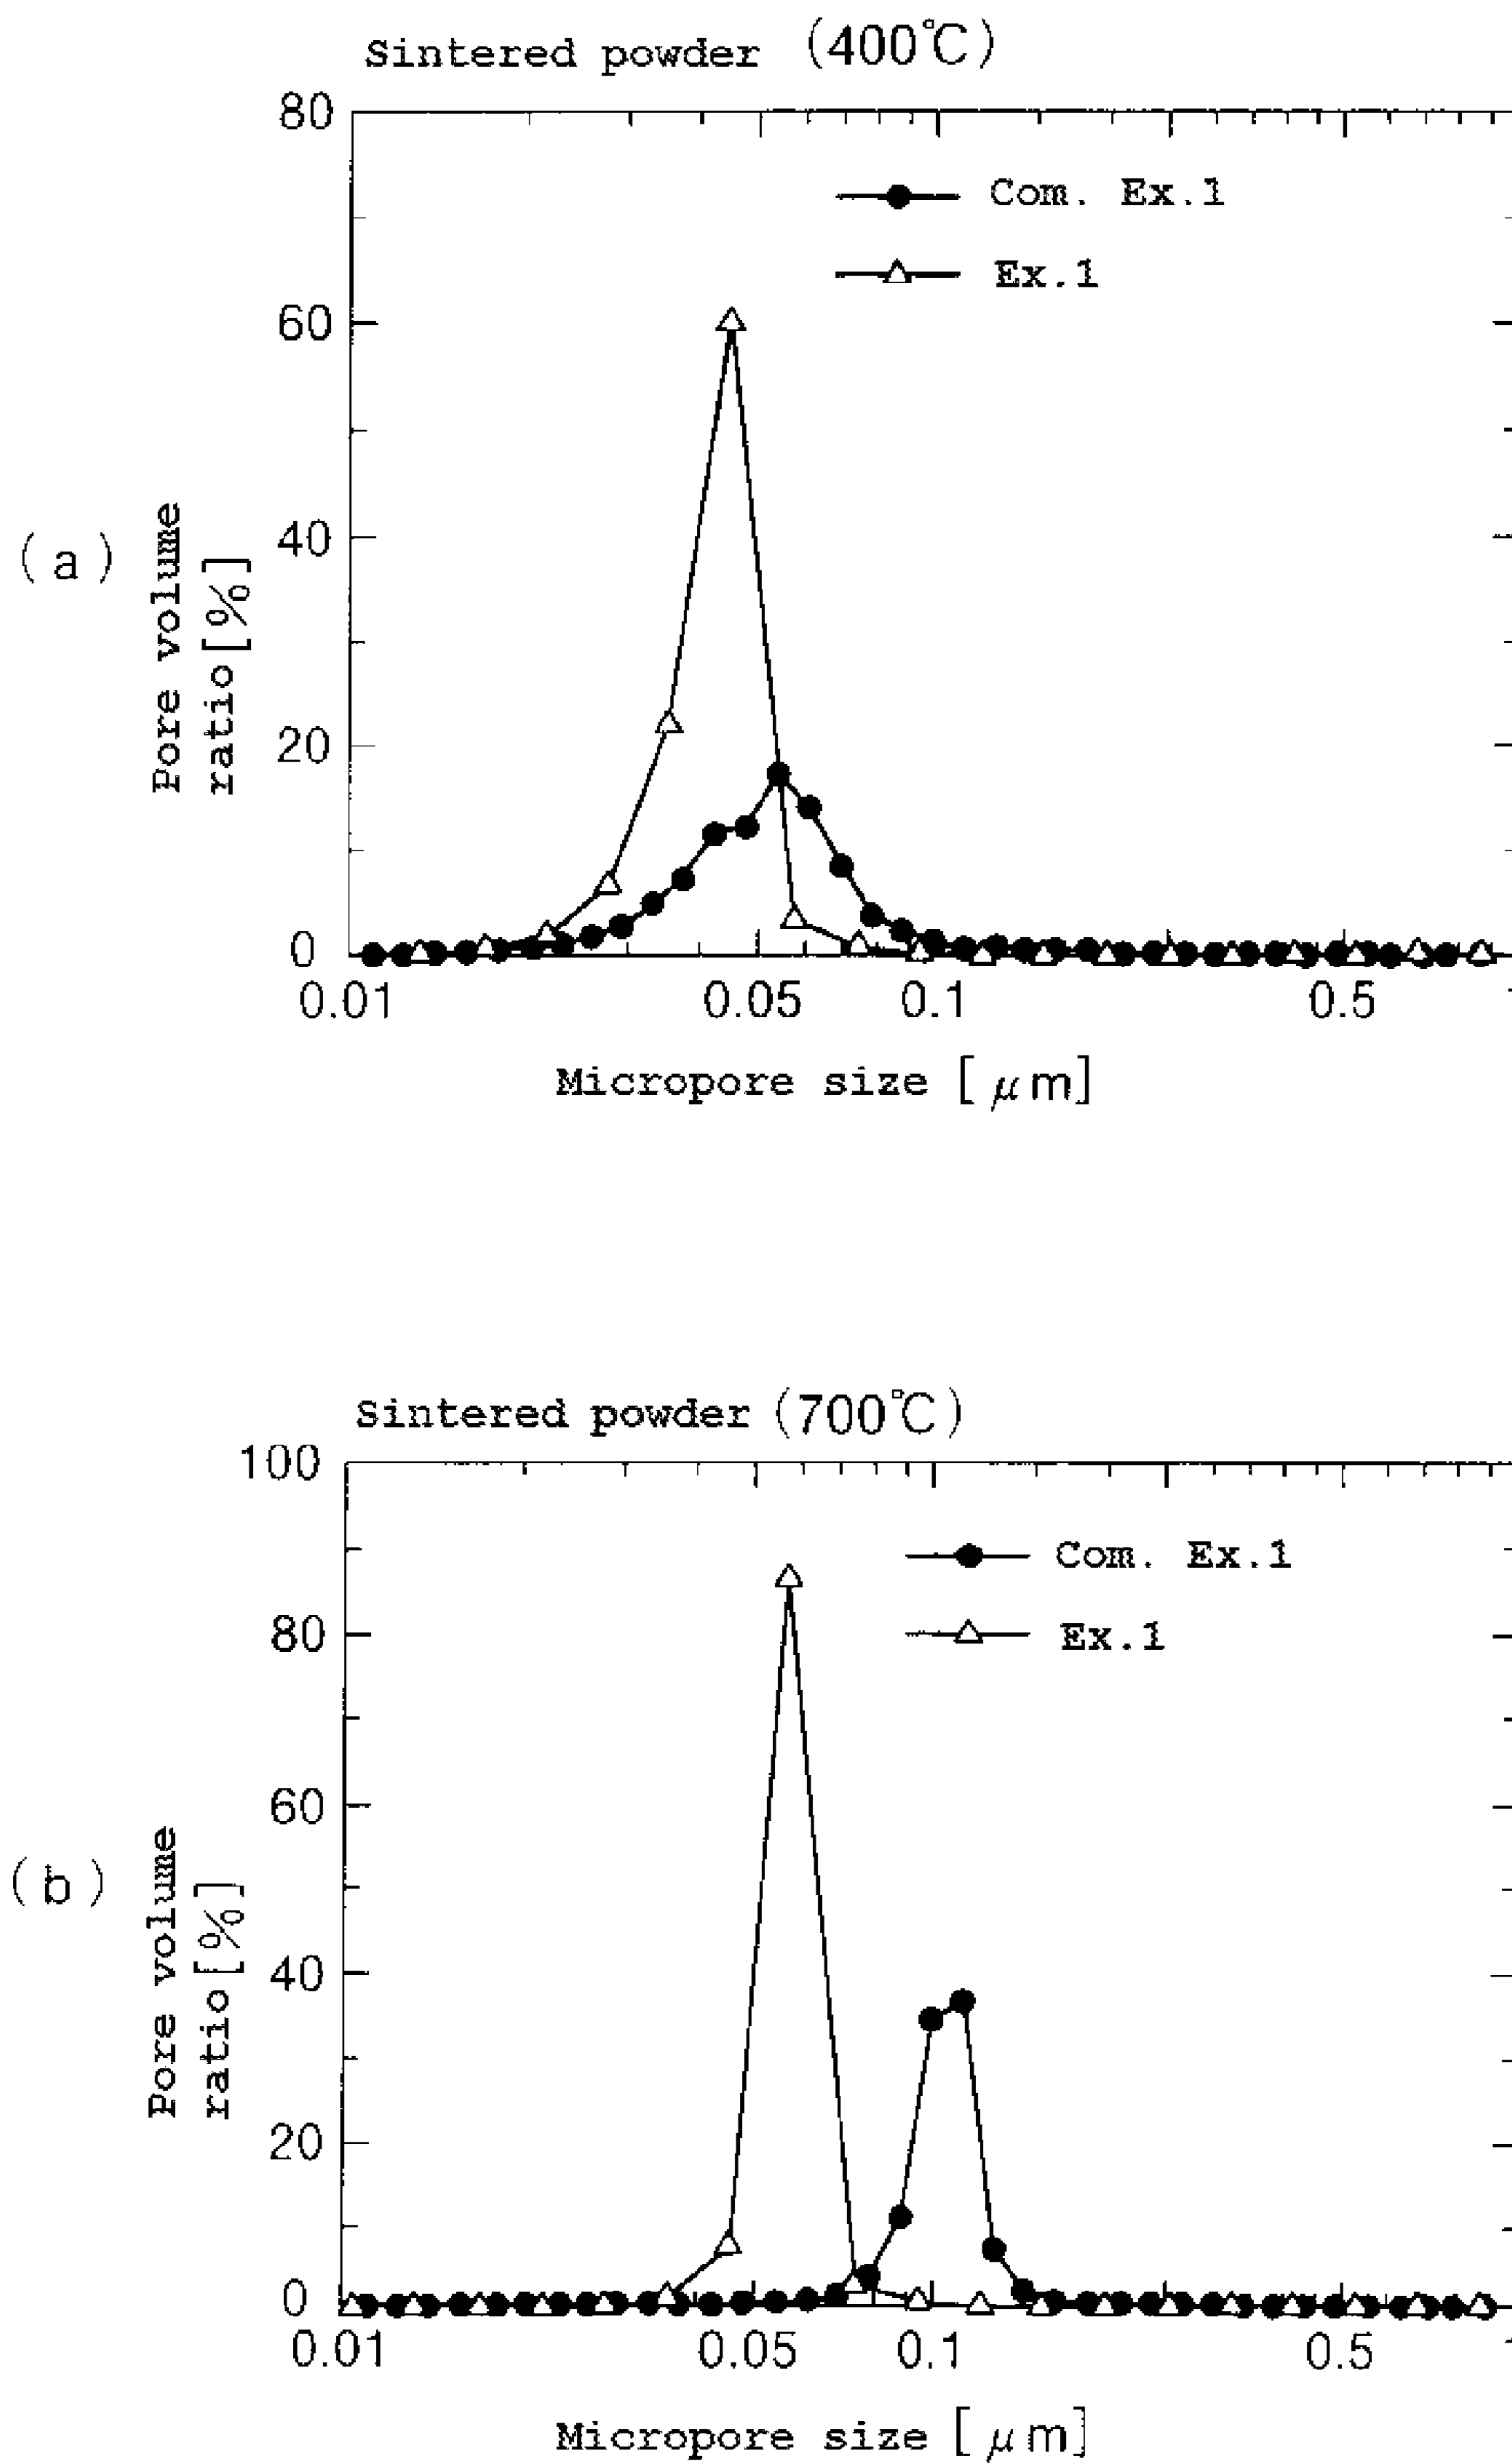 Sintered powder (400℃)
80
Com. Ex.1
Ex.1
60
(a)
Pore volume
ratio[%]
40
20
0
0.01
0.05
0.1
0.5
Micropore size [μm]
Sintered powder (700℃)
100
Com. Ex.1
80
Ex.1
60
(b)
Pore volume
ratio[%]
40
20
0
0.01
0.05
0.1
0.5
Micropore size [μm]